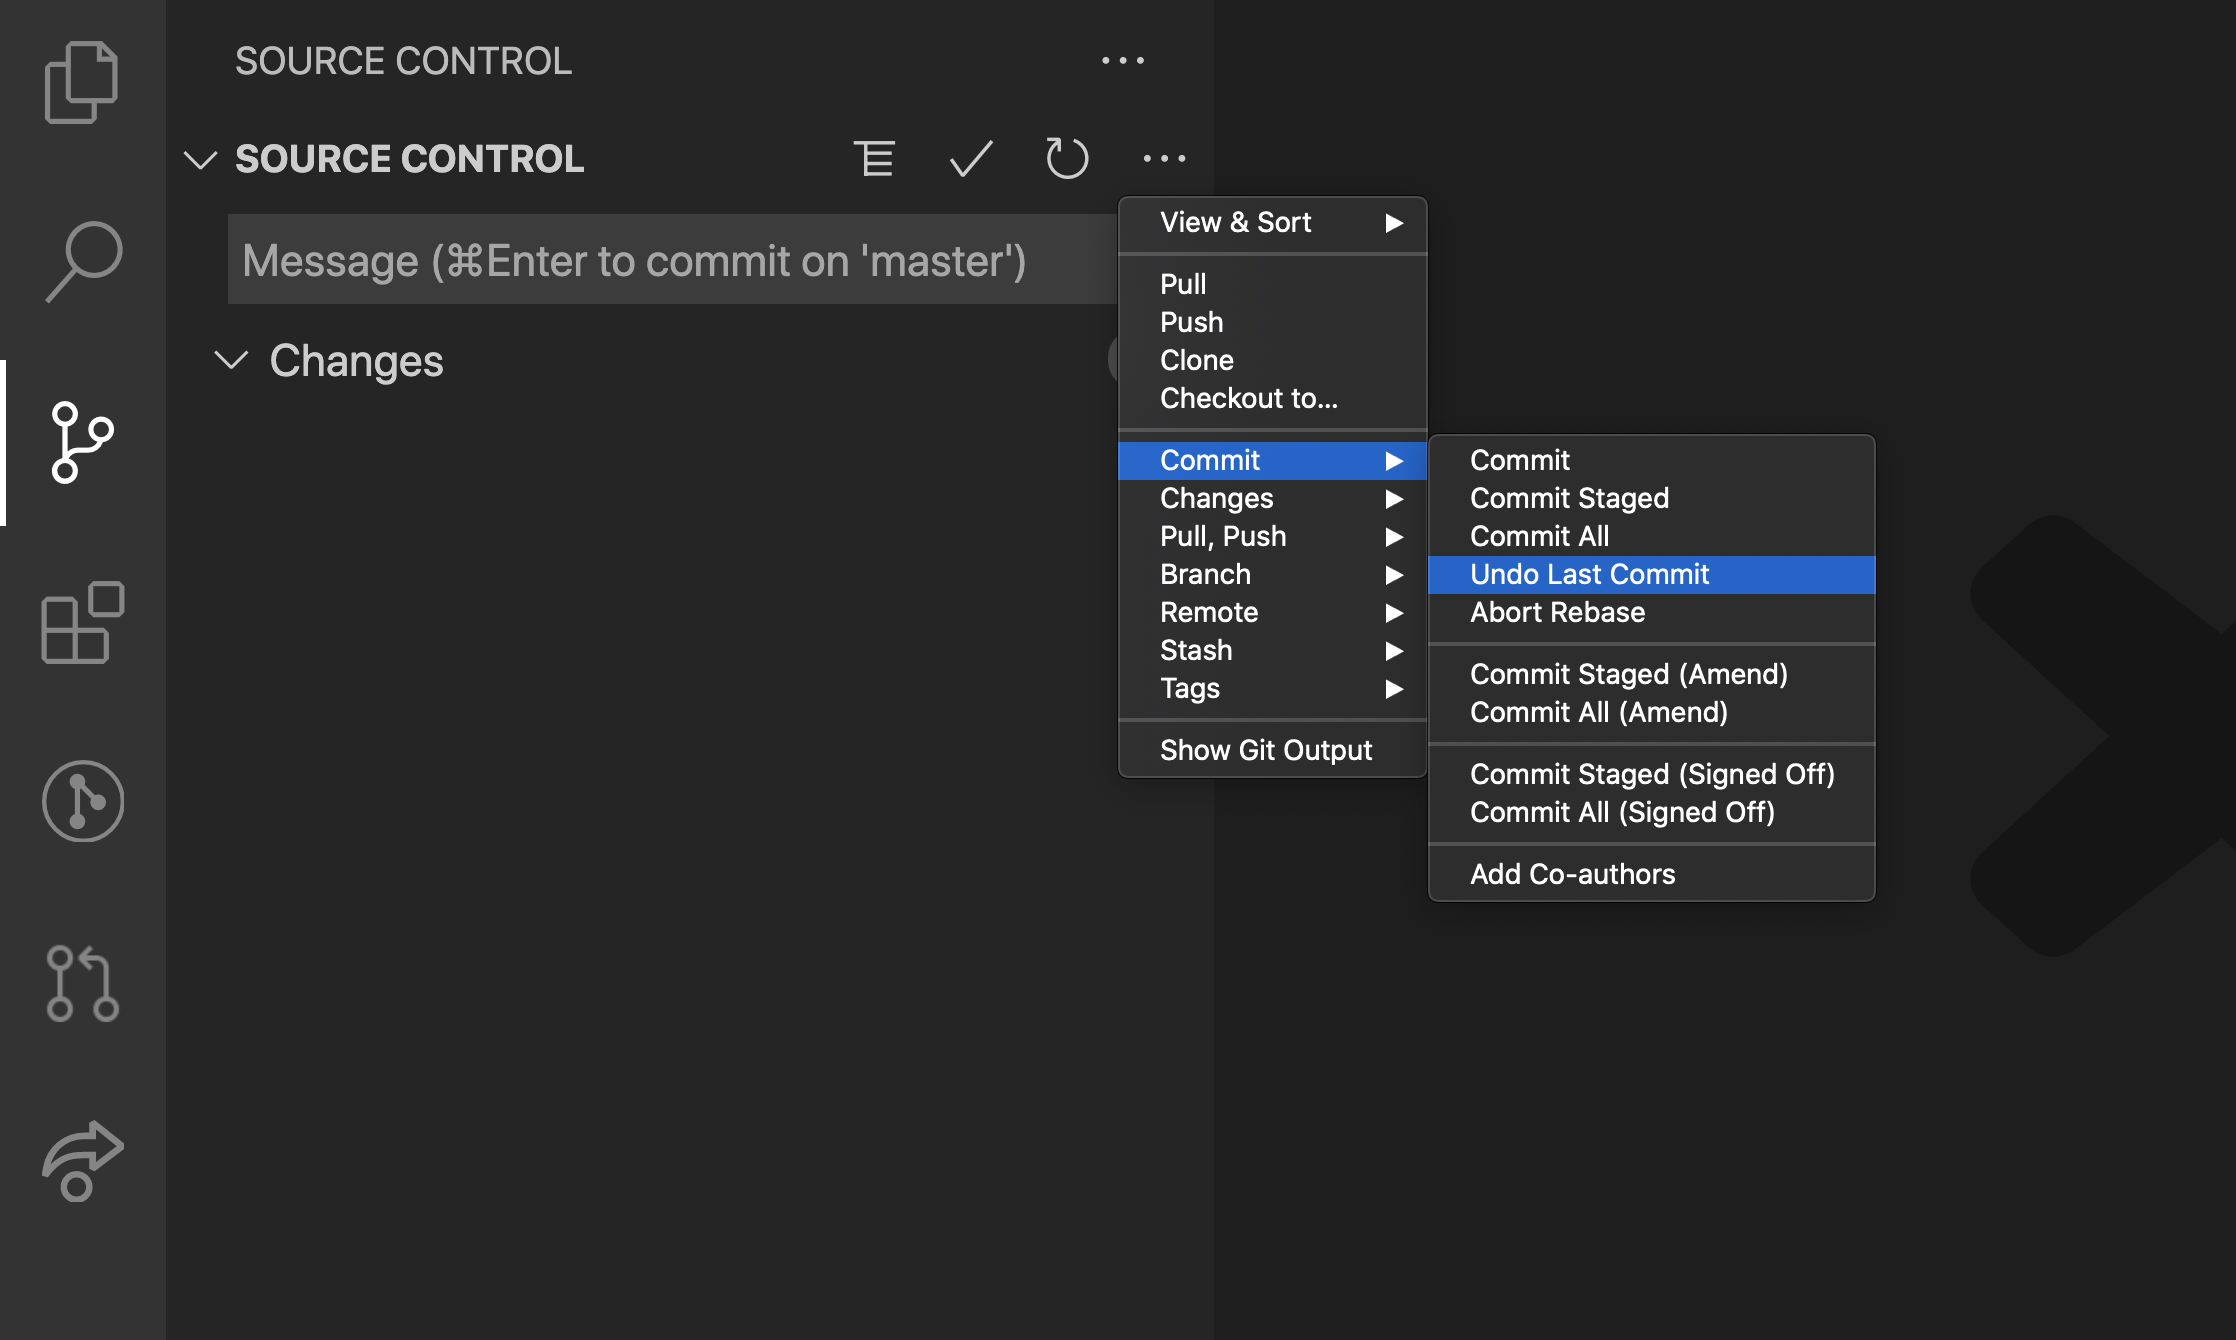 SOURCE CONTROL
SOURCE CONTROL
Message (⌘Enter to commit on 'master')
Changes
View & Sort
Pull
Push
Clone
Checkout to...
Commit
Changes
Pull, Push
Branch
Remote
Stash
Tags
Show Git Output
Commit
Commit Staged
Commit All
Undo Last Commit
Abort Rebase
Commit Staged (Amend)
Commit All (Amend)
Commit Staged (Signed Off)
Commit All (Signed Off)
Add Co-authors